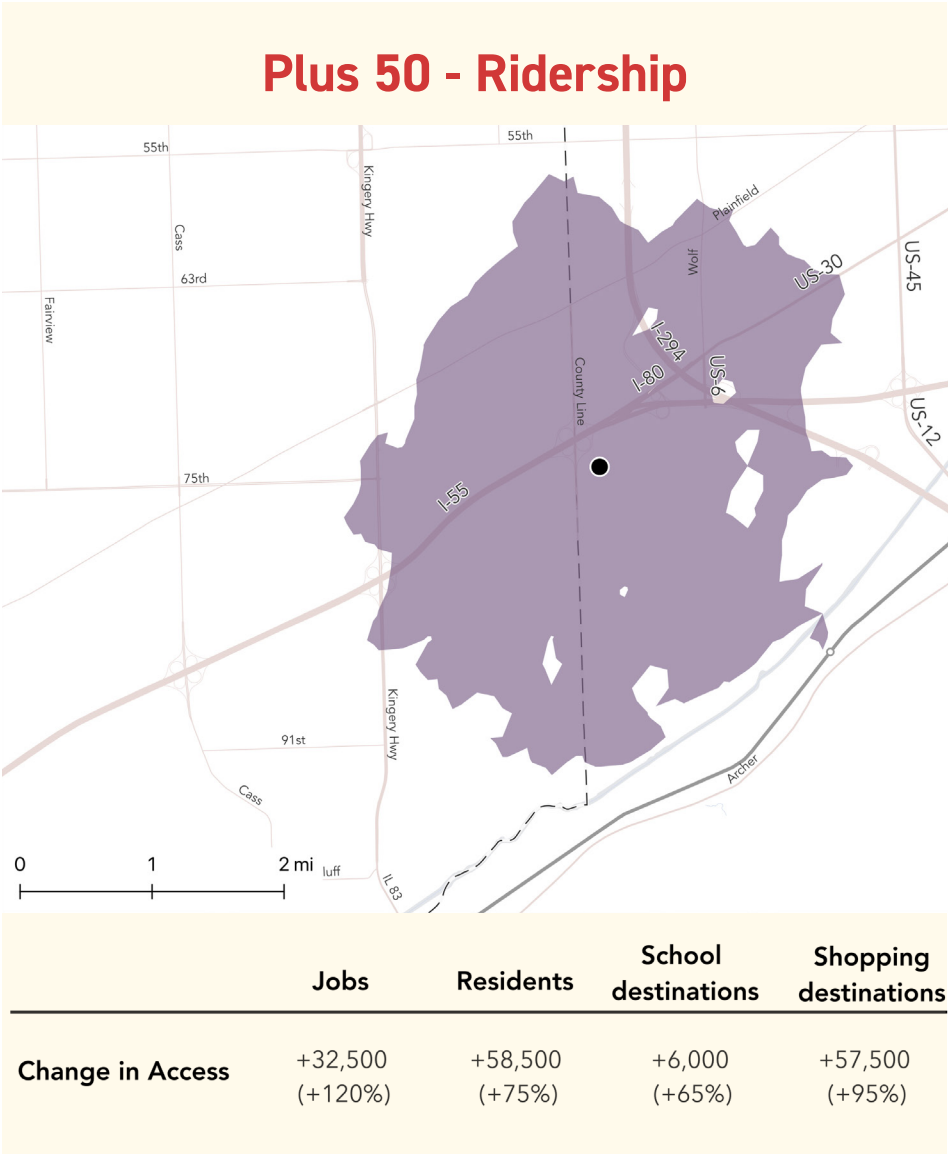 Plus 50 - Ridership
55th
55th
Kingery Hwy
Plainfield
Cass
Wolf
US-30
US-45
63rd
Fairview
I-294
I-80
US-6
County Line
US-12
75th
I-55
Kingery Hwy
91st
Archer
Cass
0 1 2 mi
luff
IL 83
Jobs Residents School destinations Shopping destinations
Change in Access
+32,500 +58,500 +6,000 +57,500
(+120%) (+75%) (+65%) (+95%)